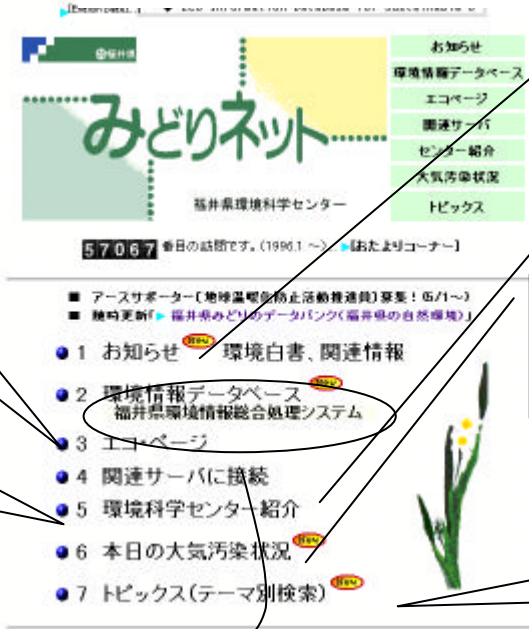 福井県
お知らせ
環境情報データベース
エコページ
関連サーバ
センター紹介
大気汚染状況
トピックス
みどりネット
福井県環境科学センター
57067 番目の訪問です。(1996.1 ～) [おたよりコーナー]
■ アースサポーター[地球温暖化防止活動推進員]募集!(5/1～)
■ 随時更新「福井県みどりのデータバンク(福井県の自然環境)」
1 お知らせ New 環境白書、関連情報
2 環境情報データベース New
福井県環境情報総合処理システム
3 エコ・ページ
4 関連サーバに接続
5 環境科学センター紹介
6 本日の大気汚染状況 New
7 トピックス(テーマ別検索) New